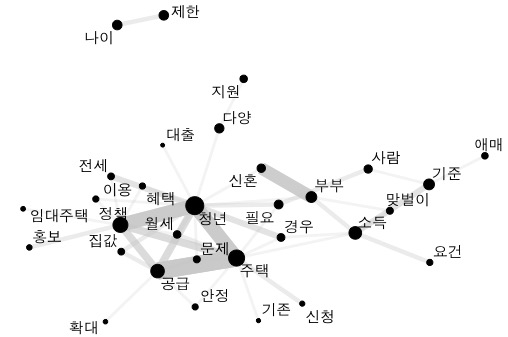 제한
나이
지원
다양
대출
애매
전세
사람
신혼
기준
이용
혜택
부부
맞벌이
임대주택
정책
청년
필요
월세
소득
홍보
집값
경우
문제
요건
주택
공급
안정
기존
신청
확대